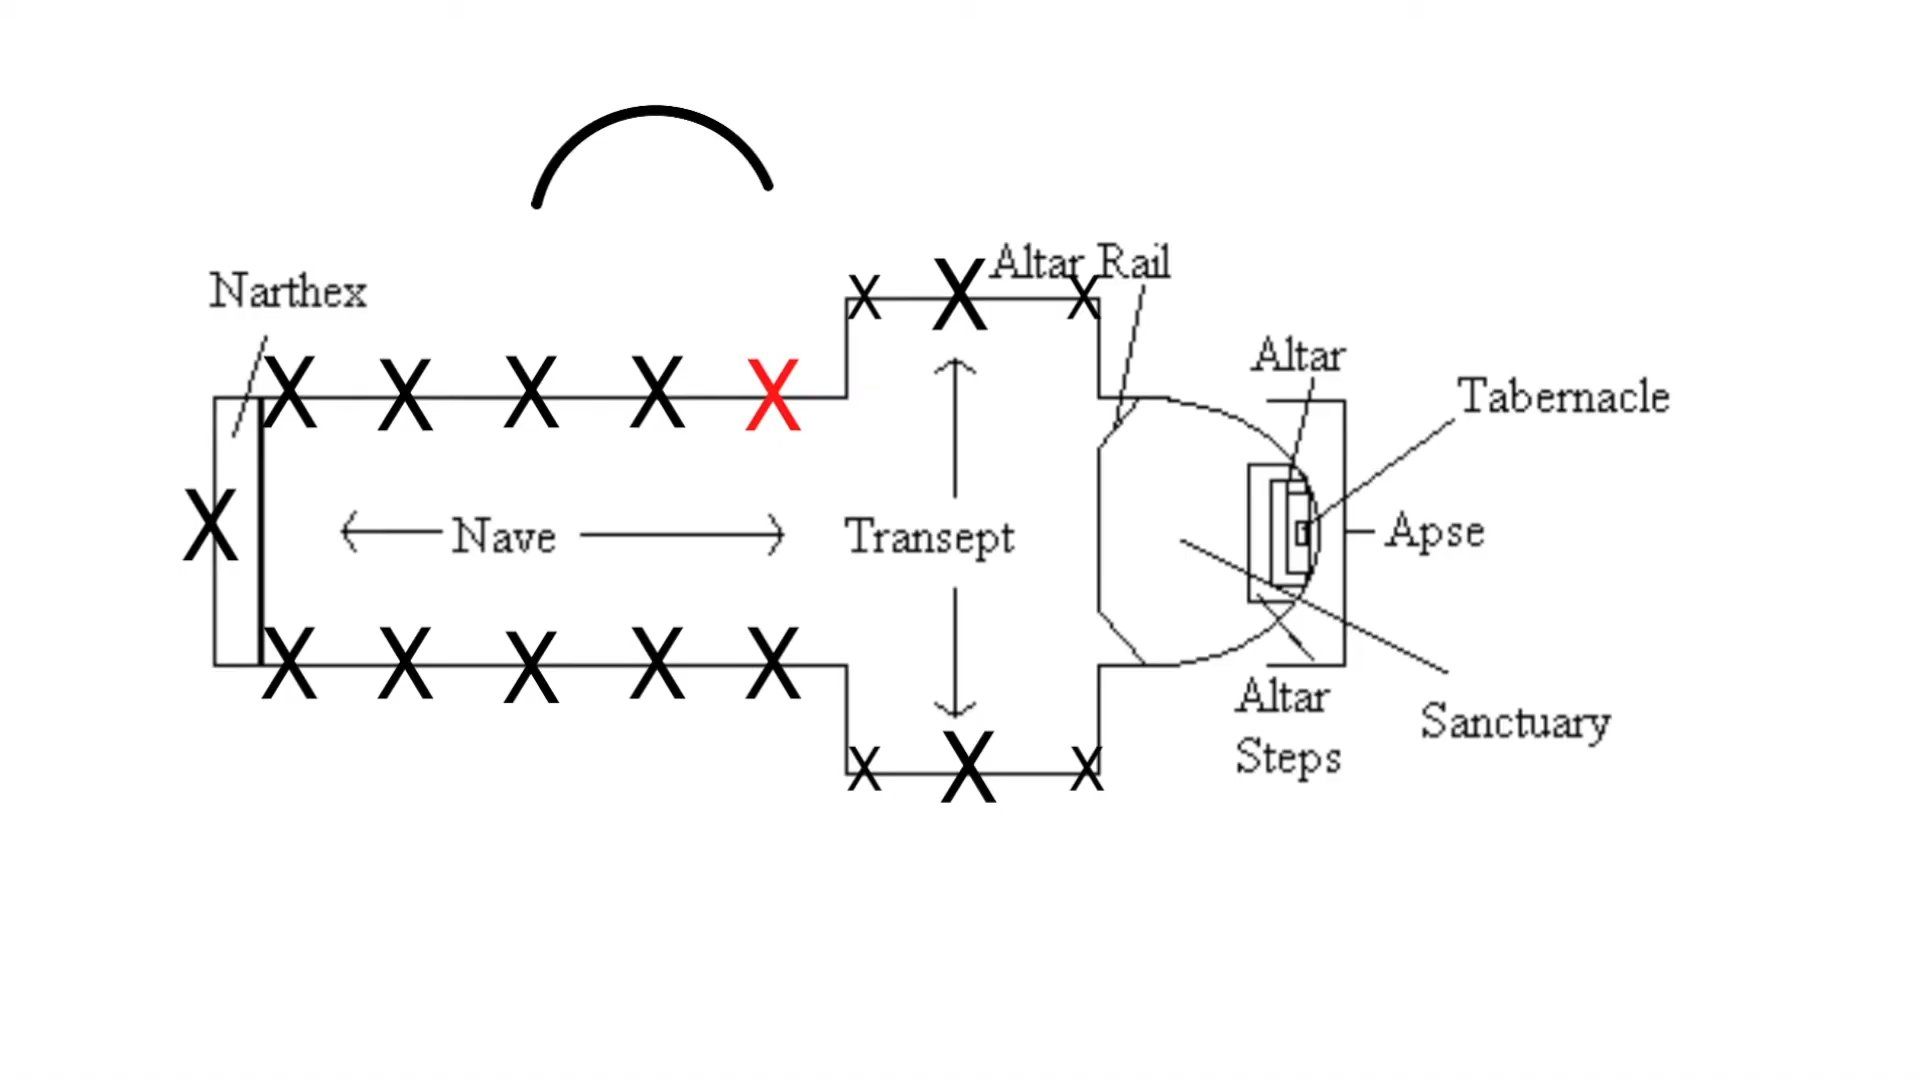 Altar Rail
Narthex
X X X
Altar
Tabernacle
X X X X X
X
Nave
Transept
Apse
X X X X X
Altar
Steps
Sanctuary
X X X